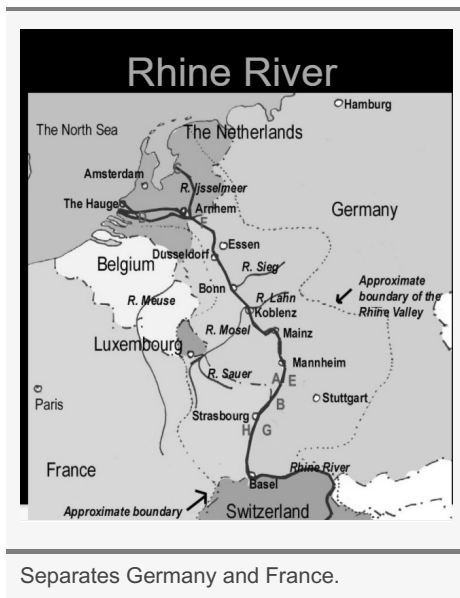 Rhine River
Hamburg
The North Sea
The Netherlands
Amsterdam
R. Ijsselmeer
The Hauge
Arnhem
Germany
Essen
Dusseldorf
Belgium
R. Sieg
Bonn
Approximate
boundary of the
Rhine Valley
R. Meuse
R. Lahn
Koblenz
R. Mosel
Mainz
Luxembourg
Mannheim
R. Sauer
A E
B
Stuttgart
Paris
Strasbourg
H G
France
Rhine River
Basel
Approximate boundary
Switzerland
Separates Germany and France.